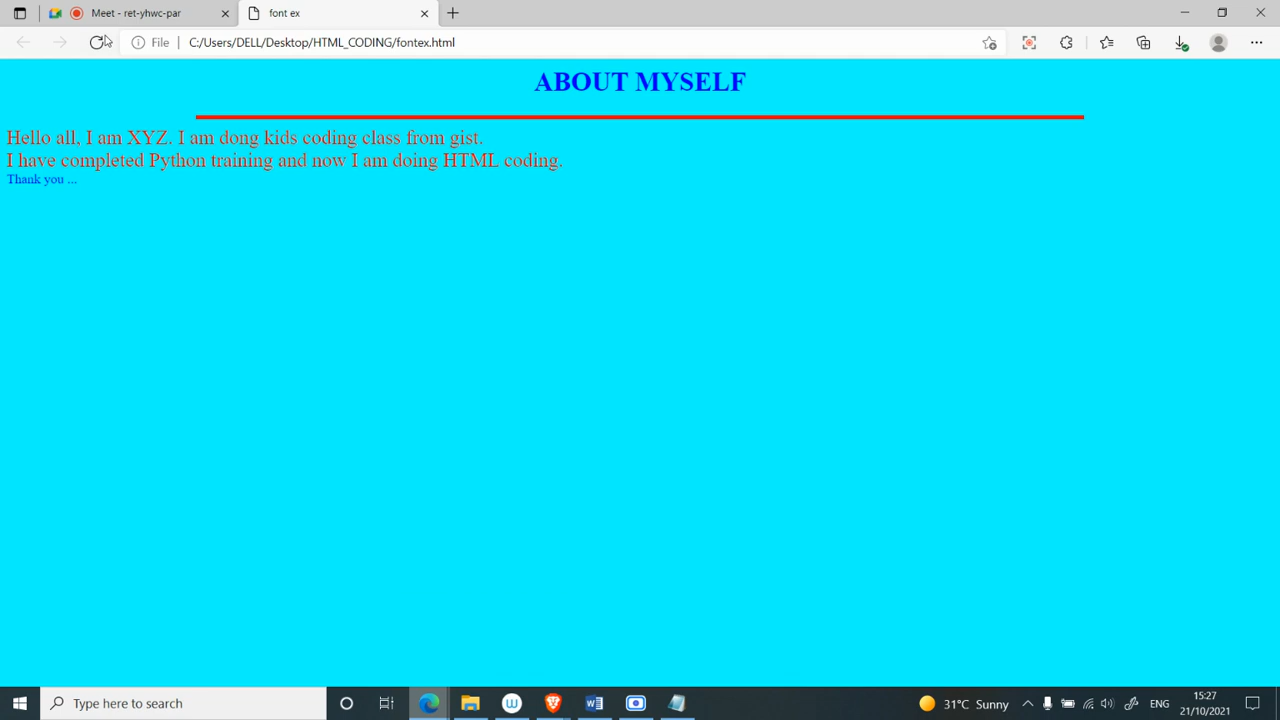 Meet - ret-yhwc-par
font ex
File
C:/Users/DELL/Desktop/HTML_CODING/fontex.html
ABOUT MYSELF
Hello all, I am XYZ. I am dong kids coding class from gist.
I have completed Python training and now I am doing HTML coding.
Thank you ...
Type here to search
31°C Sunny
ENG
15:27
21/10/2021